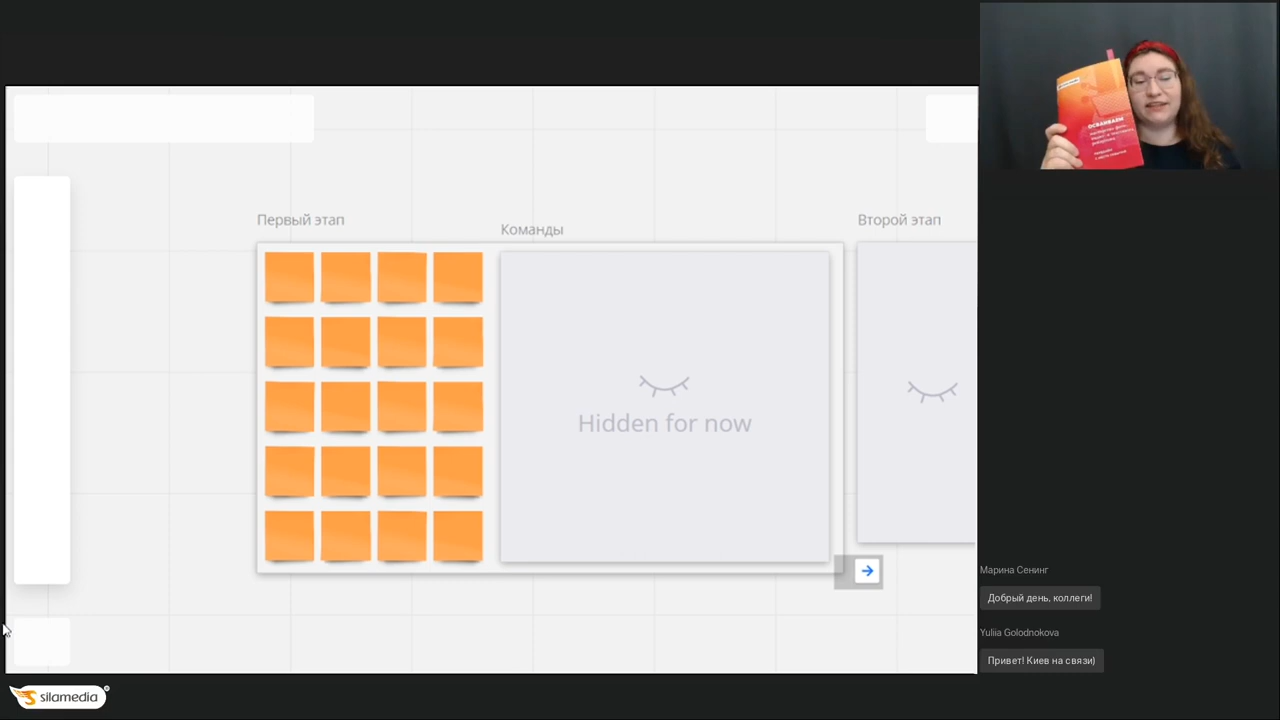 Первый этап
Команды
Второй этап
Hidden for now
ОСВАИВАЕМ
Марина Сенинг
Добрый день, коллеги!
Yuliia Golodnokova
Привет! Киев на связи)
silamedia